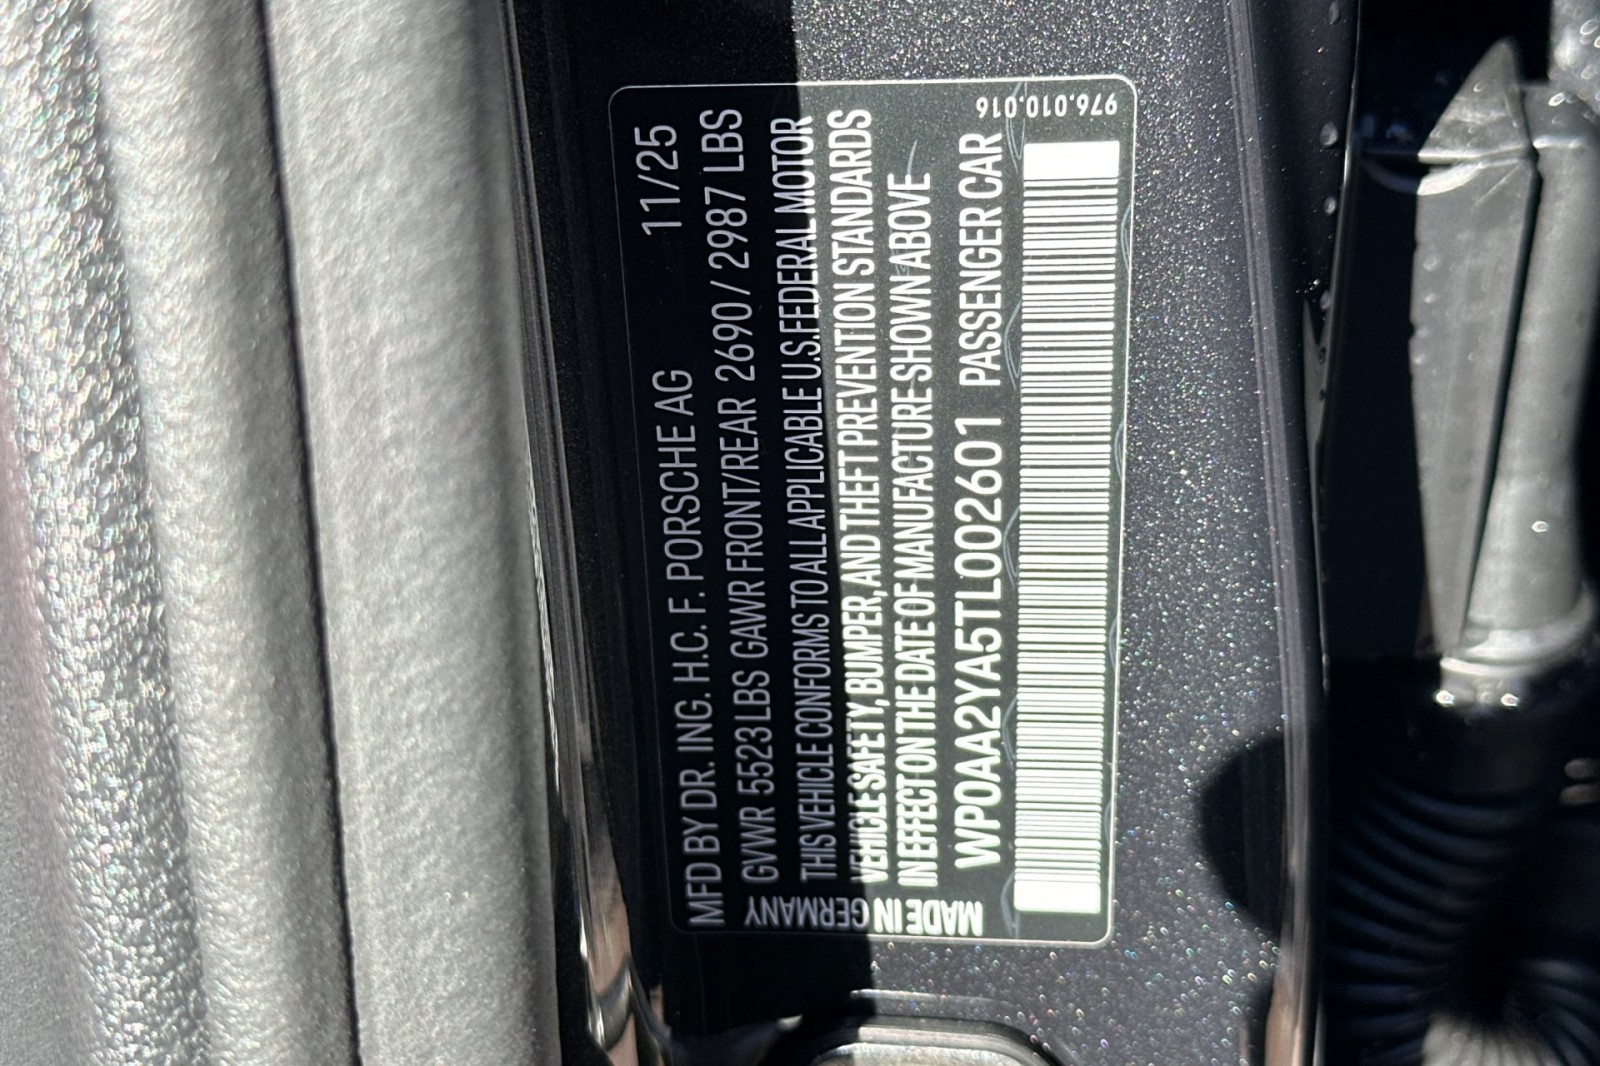 MFD BY DR. ING. H.C. F. PORSCHE AG 11/25
GVWR 5523 LBS GAWR FRONT/REAR 2690 / 2987 LBS
THIS VEHICLE CONFORMS TO ALL APPLICABLE U.S. FEDERAL MOTOR
VEHICLE SAFETY, BUMPER, AND THEFT PREVENTION STANDARDS
IN EFFECT ON THE DATE OF MANUFACTURE SHOWN ABOVE
WP0AA2YA5TL002601 PASSENGER CAR
MADE IN GERMANY
976.010.016